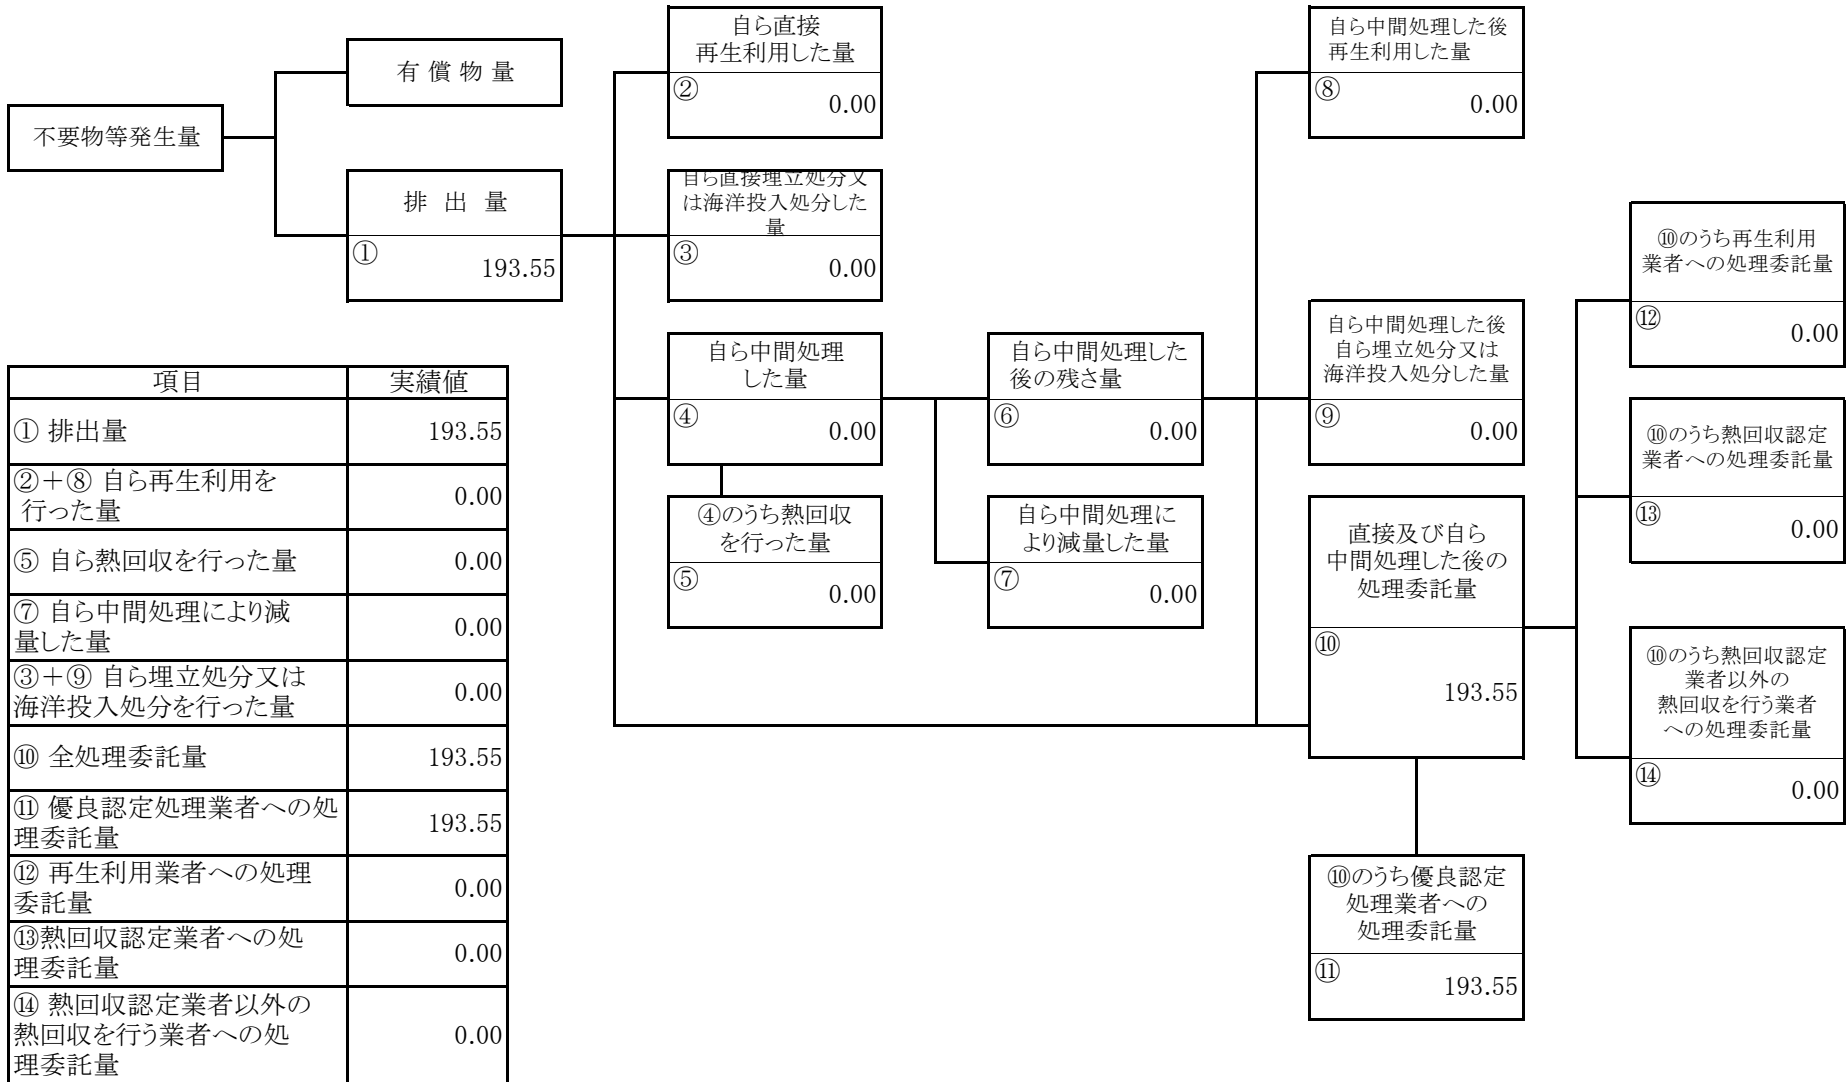 不要物等発生量
有 償 物 量
排 出 量
①
193.55
自ら直接
再生利用した量
②
0.00
自ら直接埋立処分又
は海洋投入処分した
量
③
0.00
自ら中間処理
した量
④
0.00
④のうち熱回収
を行った量
⑤
0.00
自ら中間処理した
後の残さ量
⑥
0.00
自ら中間処理に
より減量した量
⑦
0.00
自ら中間処理した後
再生利用した量
⑧
0.00
自ら中間処理した後
自ら埋立処分又は
海洋投入処分した量
⑨
0.00
直接及び自ら
中間処理した後の
処理委託量
⑩
193.55
⑩のうち優良認定
処理業者への
処理委託量
⑪
193.55
⑩のうち再生利用
業者への処理委託量
⑫
0.00
⑩のうち熱回収認定
業者への処理委託量
⑬
0.00
⑩のうち熱回収認定
業者以外の
熱回収を行う業者
への処理委託量
⑭
0.00
項目 実績値
① 排出量 193.55
②+⑧ 自ら再生利用を
行った量 0.00
⑤ 自ら熱回収を行った量 0.00
⑦ 自ら中間処理により減
量した量 0.00
③+⑨ 自ら埋立処分又は
海洋投入処分を行った量 0.00
⑩ 全処理委託量 193.55
⑪ 優良認定処理業者への処
理委託量 193.55
⑫ 再生利用業者への処理
委託量 0.00
⑬熱回収認定業者への処
理委託量 0.00
⑭ 熱回収認定業者以外の
熱回収を行う業者への処
理委託量 0.00